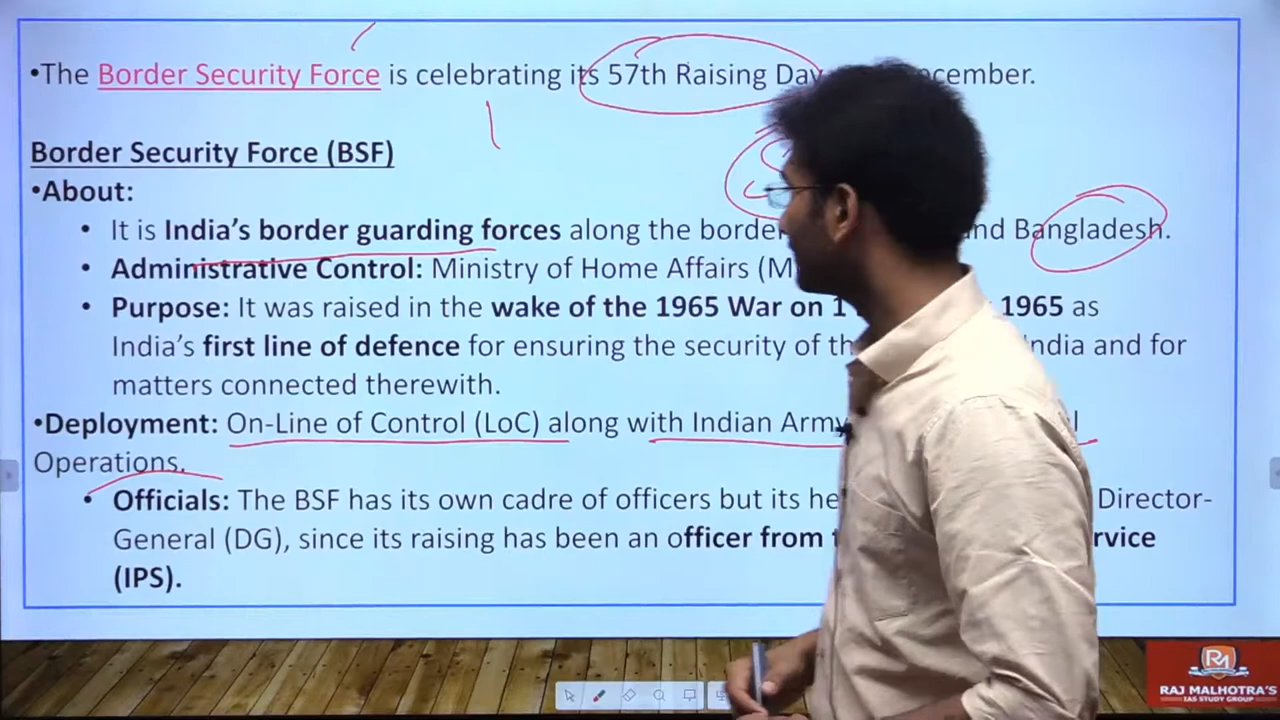 •The Border Security Force is celebrating its 57th Raising Day December.
Border Security Force (BSF)
•About:
• It is India’s border guarding forces along the border and Bangladesh.
• Administrative Control: Ministry of Home Affairs
• Purpose: It was raised in the wake of the 1965 War on 1 1965 as
India’s first line of defence for ensuring the security of India and for
matters connected therewith.
•Deployment: On-Line of Control (LoC) along with Indian Army
Operations.
• Officials: The BSF has its own cadre of officers but its Director-
General (DG), since its raising has been an officer from
(IPS).
RM
RAJ MALHOTRA'S
IAS STUDY GROUP